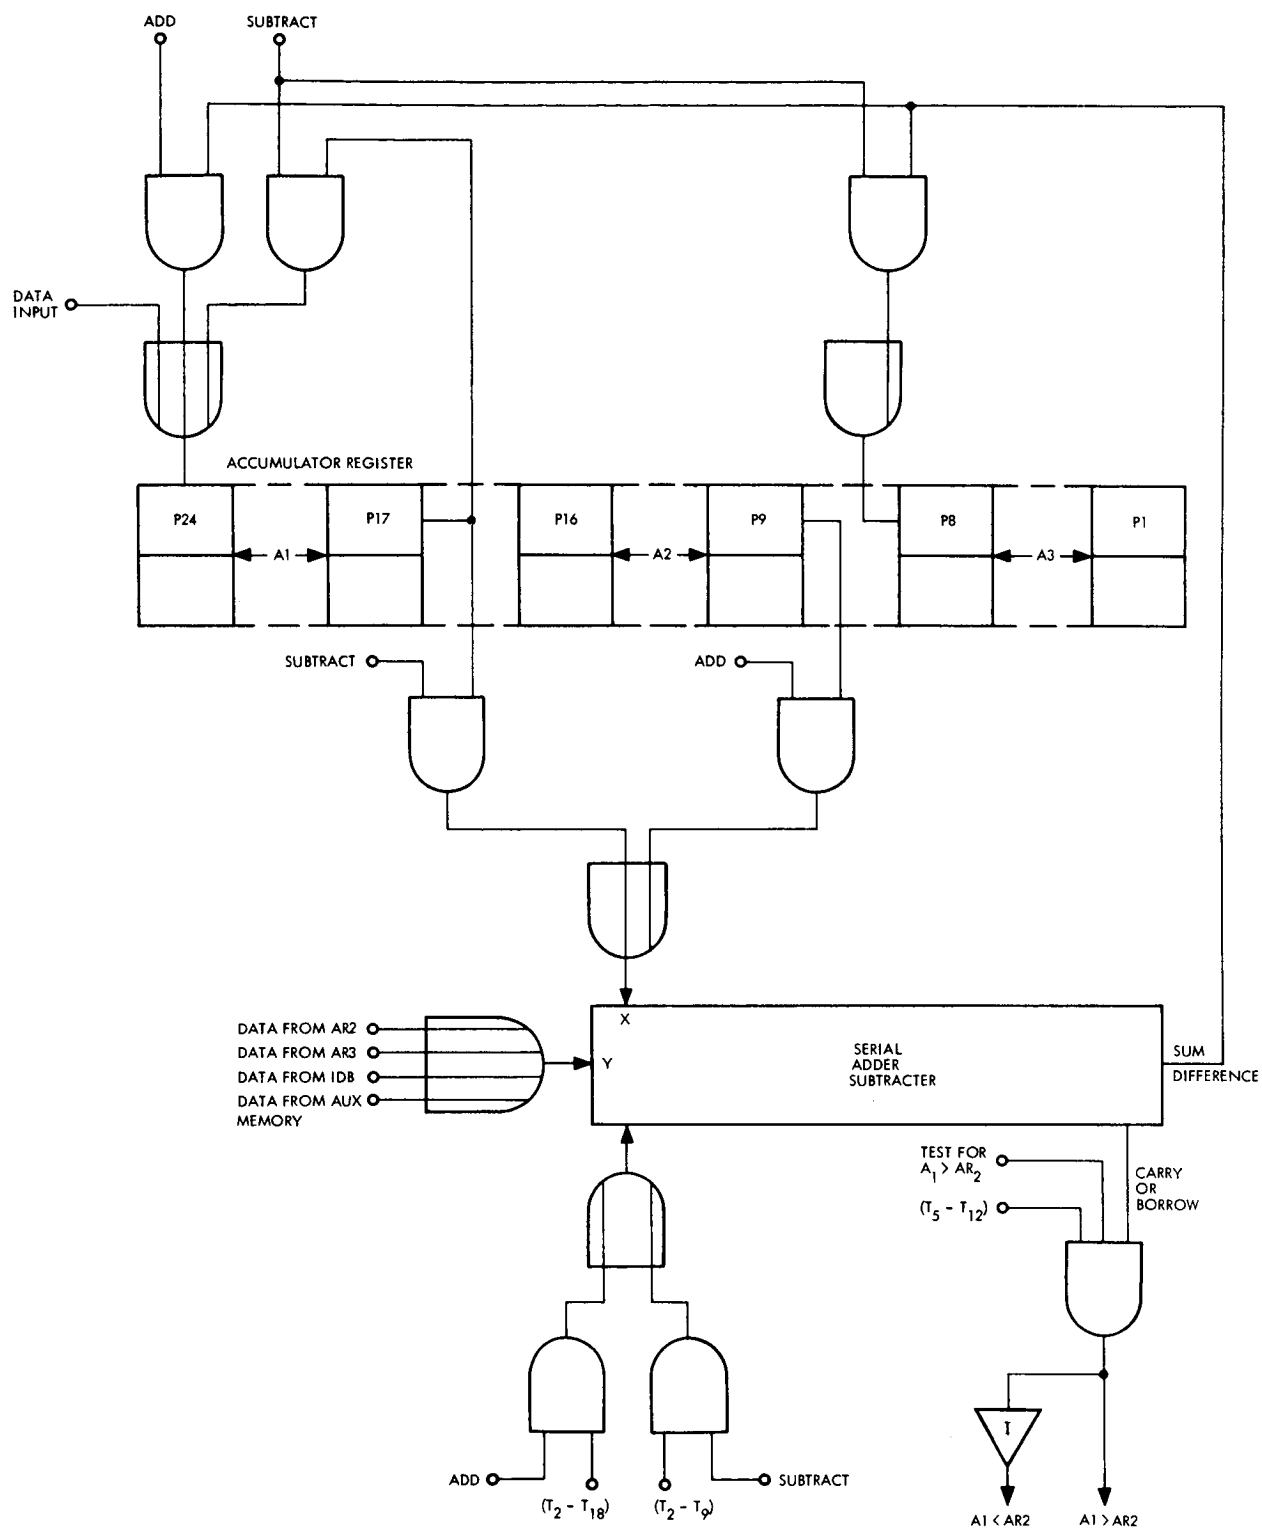 ADD
SUBTRACT
DATA
INPUT
ACCUMULATOR REGISTER
P24
P17
P16
P9
P8
P1
A1
A2
A3
SUBTRACT
ADD
X
DATA FROM AR2
DATA FROM AR3
DATA FROM IDB
DATA FROM AUX
MEMORY
Y
SERIAL
ADDER
SUBTRACTER
SUM
DIFFERENCE
TEST FOR
A1 > AR2
(T5 - T12)
CARRY
OR
BORROW
I
ADD
(T2 - T18)
(T2 - T9)
SUBTRACT
A1 < AR2
A1 > AR2